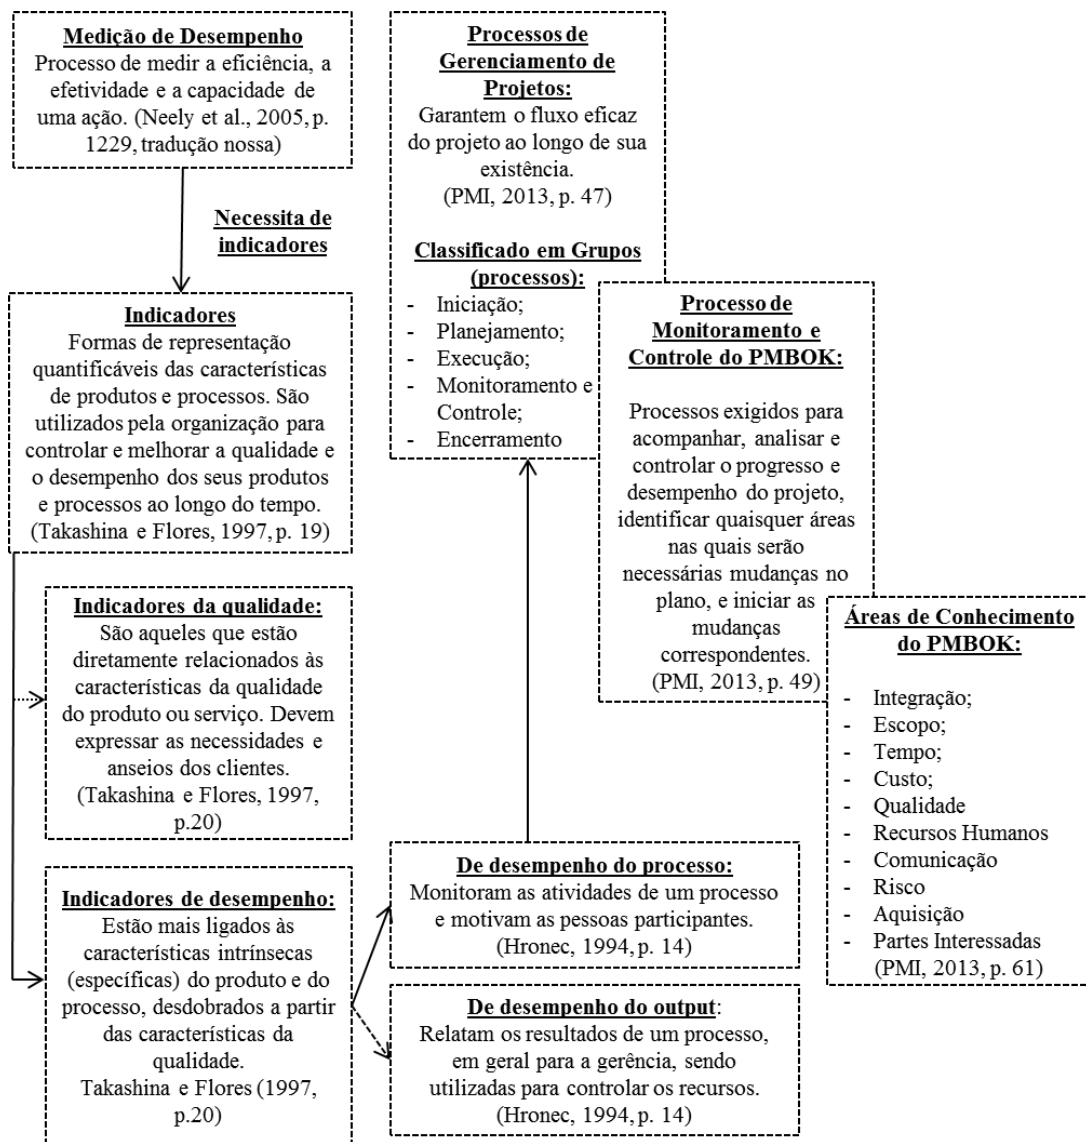 Medição de Desempenho
Processo de medir a eficiência, a
efetividade e a capacidade de
uma ação. (Neely et al., 2005, p.
1229, tradução nossa)
Necessita de
indicadores
Indicadores
Formas de representação
quantificáveis das características
de produtos e processos. São
utilizados pela organização para
controlar e melhorar a qualidade e
o desempenho dos seus produtos
e processos ao longo do tempo.
(Takashina e Flores, 1997, p. 19)
Indicadores da qualidade:
São aqueles que estão
diretamente relacionados às
características da qualidade
do produto ou serviço. Devem
expressar as necessidades e
anseios dos clientes.
(Takashina e Flores, 1997,
p.20)
Indicadores de desempenho:
Estão mais ligados às
características intrínsecas
(específicas) do produto e do
processo, desdobrados a partir
das características da
qualidade.
Takashina e Flores (1997,
p.20)
De desempenho do processo:
Monitoram as atividades de um processo
e motivam as pessoas participantes.
(Hronec, 1994, p. 14)
De desempenho do output:
Relatam os resultados de um processo,
em geral para a gerência, sendo
utilizadas para controlar os recursos.
(Hronec, 1994, p. 14)
Processos de
Gerenciamento de
Projetos:
Garantem o fluxo eficaz
do projeto ao longo de sua
existência.
(PMI, 2013, p. 47)
Classificado em Grupos
(processos):
- Iniciação;
- Planejamento;
- Execução;
- Monitoramento e
Controle;
- Encerramento
Processo de
Monitoramento e
Controle do PMBOK:
Processos exigidos para
acompanhar, analisar e
controlar o progresso e
desempenho do projeto,
identificar quaisquer áreas
nas quais serão
necessárias mudanças no
plano, e iniciar as
mudanças
correspondentes.
(PMI, 2013, p. 49)
Áreas de Conhecimento
do PMBOK:
- Integração;
- Escopo;
- Tempo;
- Custo;
- Qualidade
- Recursos Humanos
- Comunicação
- Risco
- Aquisição
- Partes Interessadas
(PMI, 2013, p. 61)